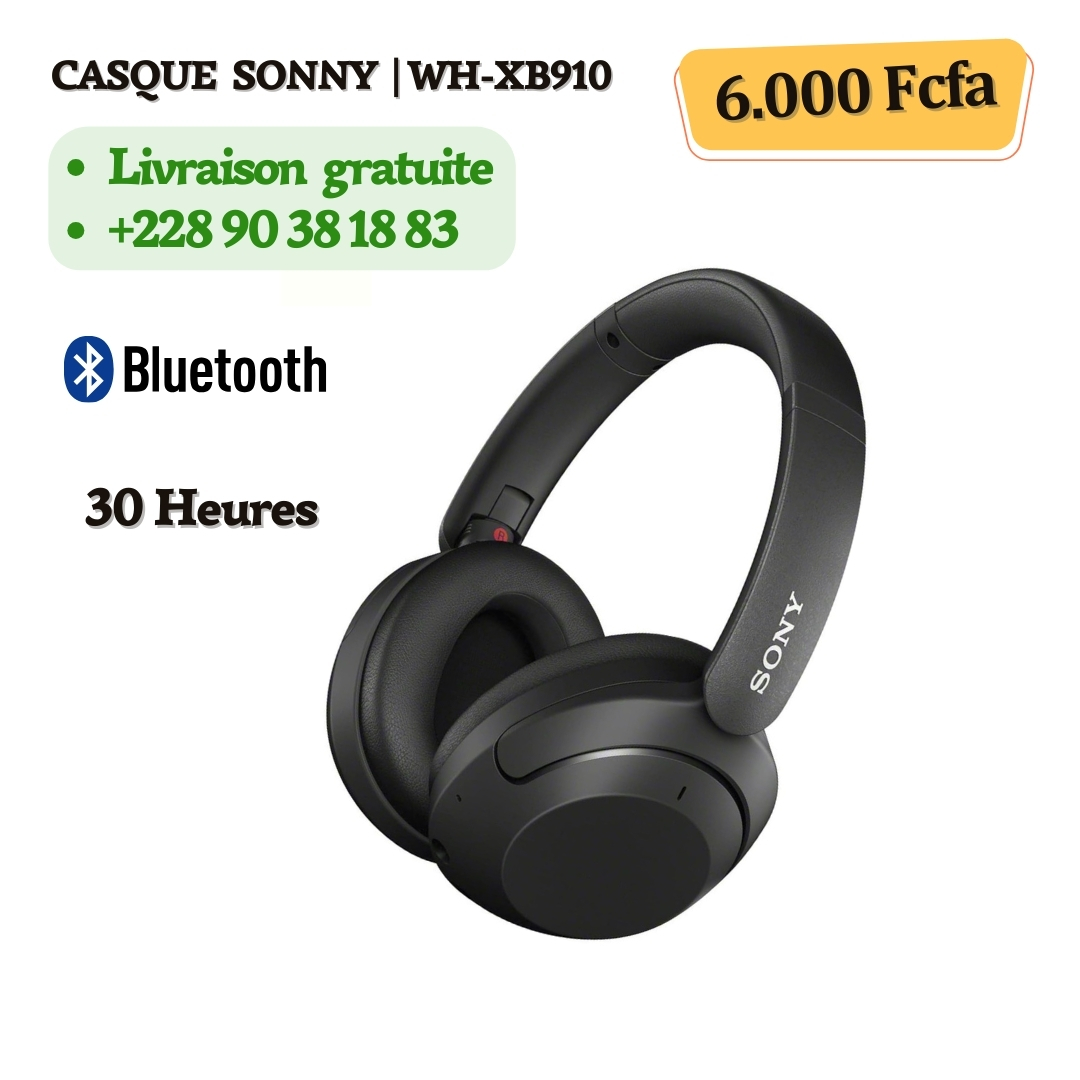 CASQUE SONNY | WH-XB910
6.000 Fcfa
• Livraison gratuite
• +228 90 38 18 83
Bluetooth
30 Heures
R
SONY